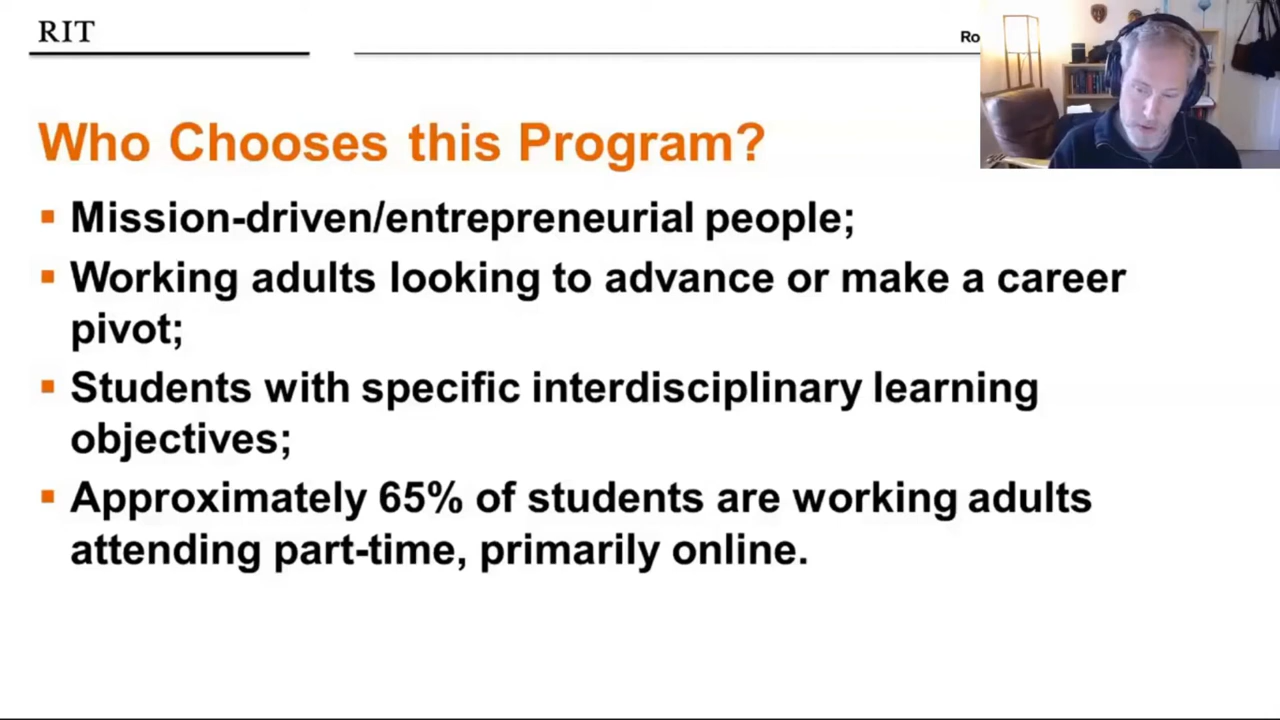 RIT
Ro
Who Chooses this Program?
Mission-driven/entrepreneurial people;
Working adults looking to advance or make a career
pivot;
Students with specific interdisciplinary learning
objectives;
Approximately 65% of students are working adults
attending part-time, primarily online.